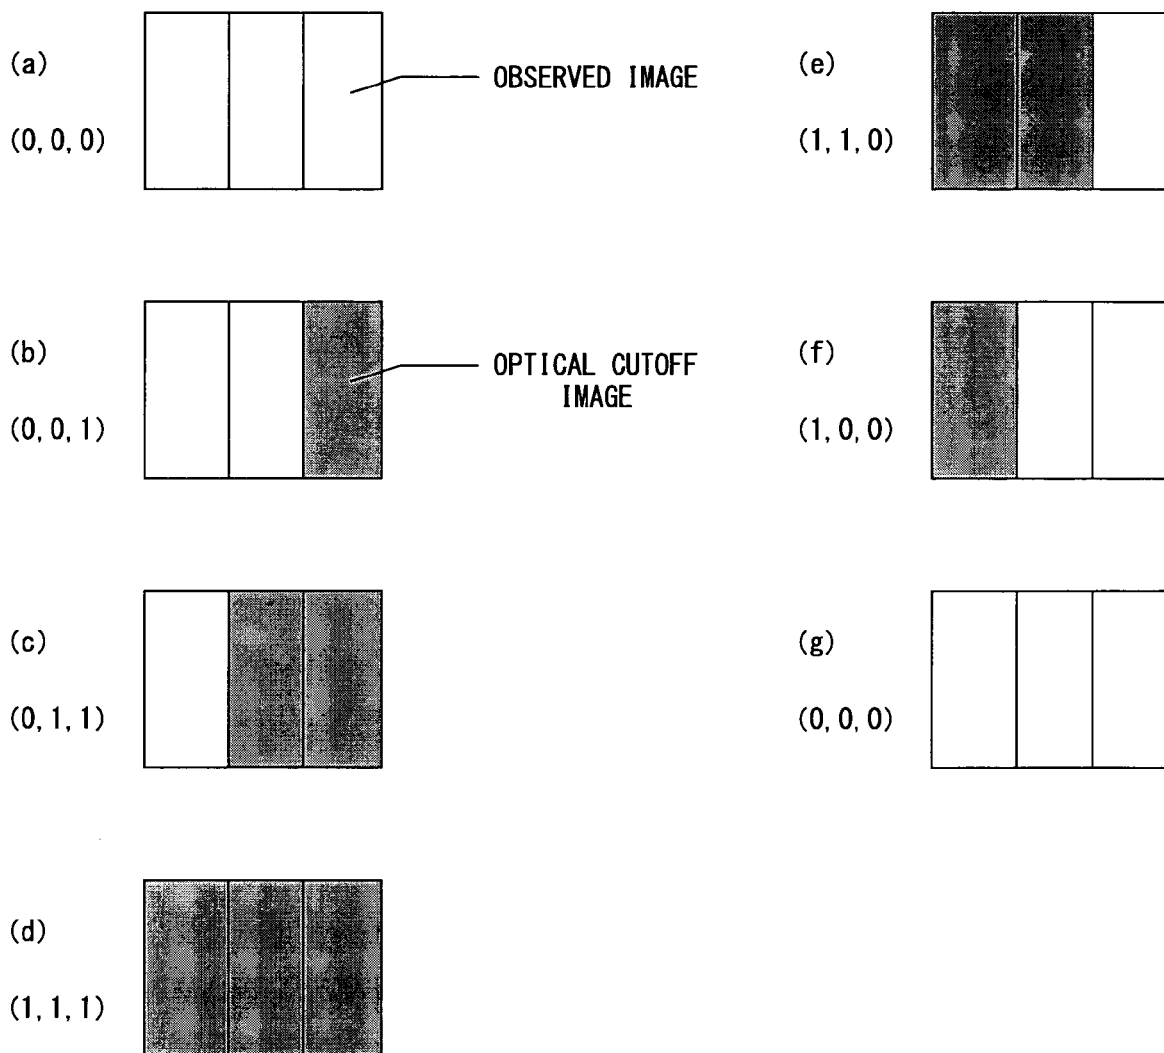 (a)
(0,0,0)
OBSERVED IMAGE
(b)
(0,0,1)
OPTICAL CUTOFF
IMAGE
(c)
(0,1,1)
(d)
(1,1,1)
(e)
(1,1,0)
(f)
(1,0,0)
(g)
(0,0,0)